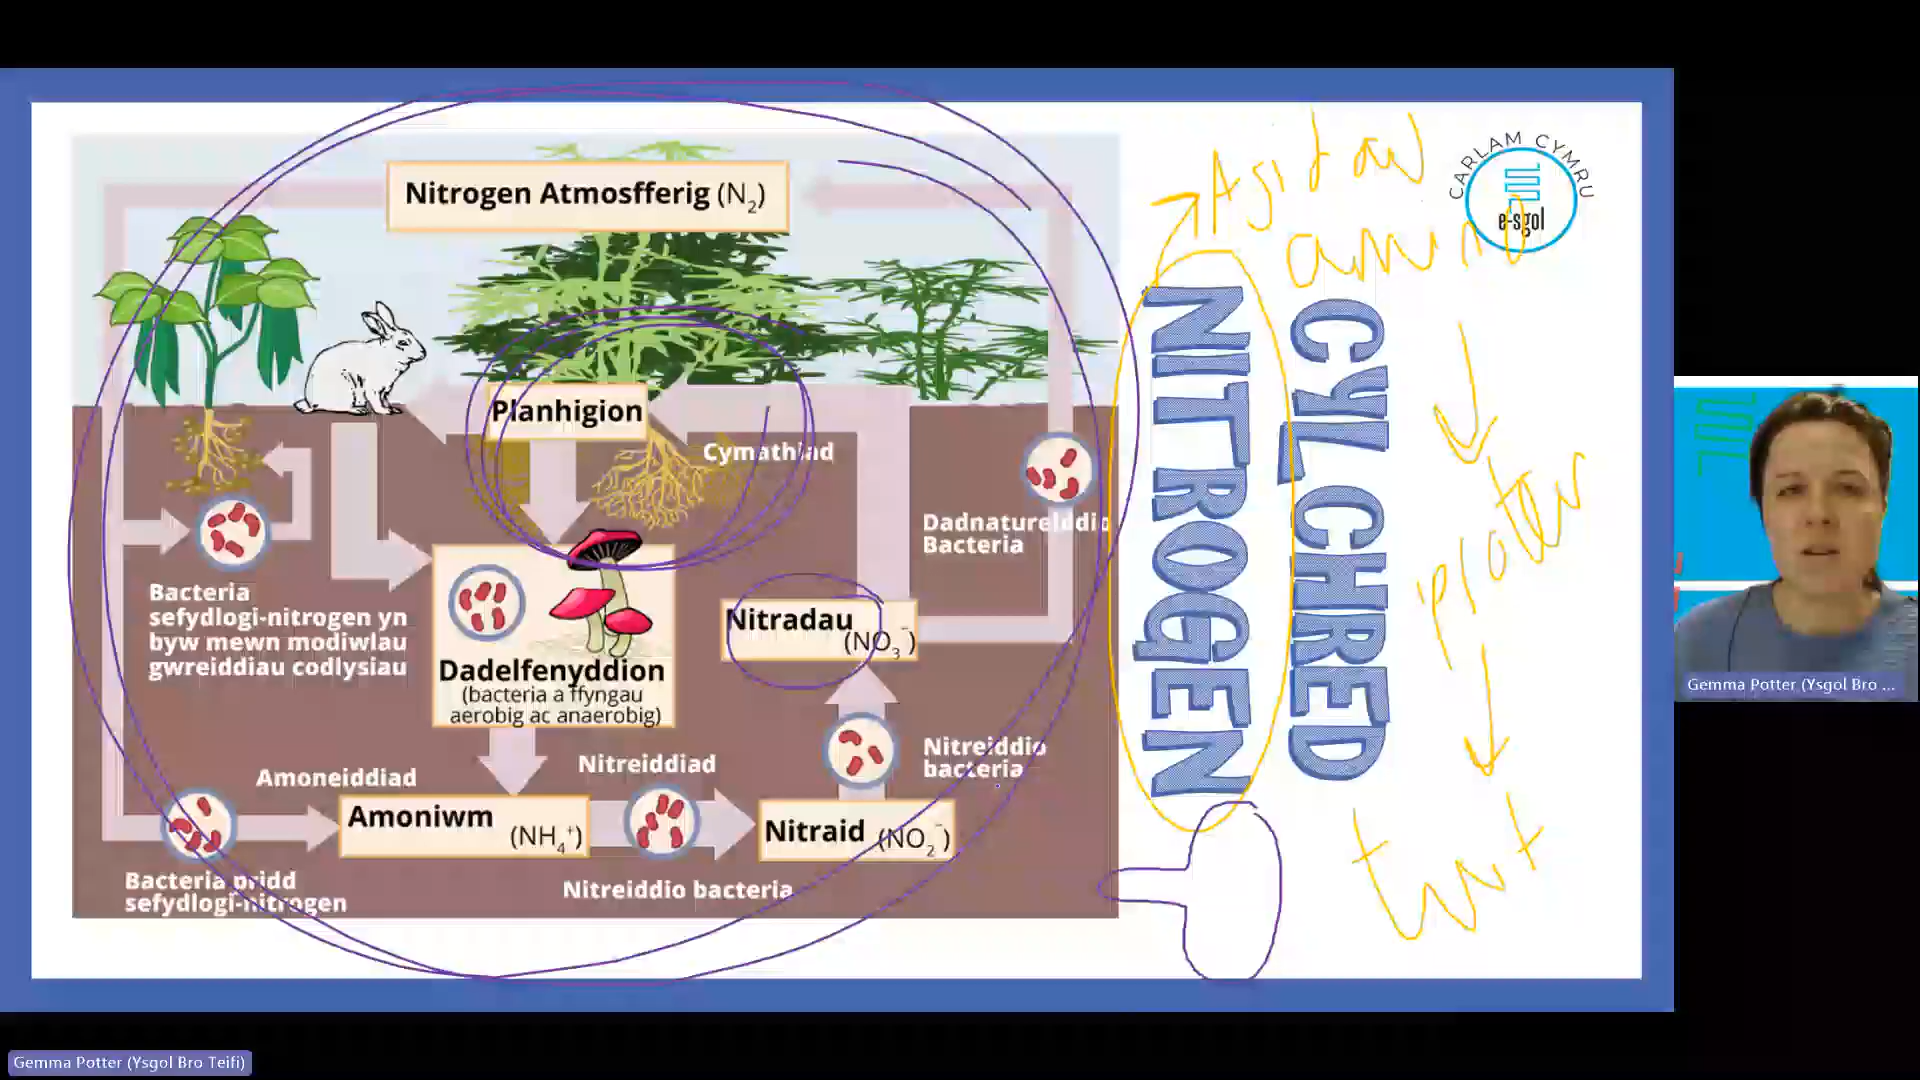 Nitrogen Atmosfferig (N₂)
Planhigion
Cymathiad
Dadnatureiddio
Bacteria
Bacteria
sefydlogi-nitrogen yn
byw mewn modiwlau
gwreiddiau codlysiau
Dadelfenyddion
(bacteria a ffyngau
aerobig ac anaerobig)
Nitradau
(NO₃⁻)
Nitreiddio
bacteria
Amoneiddiad
Nitreiddiad
Amoniwm
(NH₄⁺)
Nitraid (NO₂⁻)
Bacteria pridd
sefydlogi-nitrogen
Nitreiddio bacteria
CYLCHRED
NITROGEN
Asidau
amino
twf
CARLAM CYMRU
e-sgol
Gemma Potter (Ysgol Bro ...
Gemma Potter (Ysgol Bro Teifi)